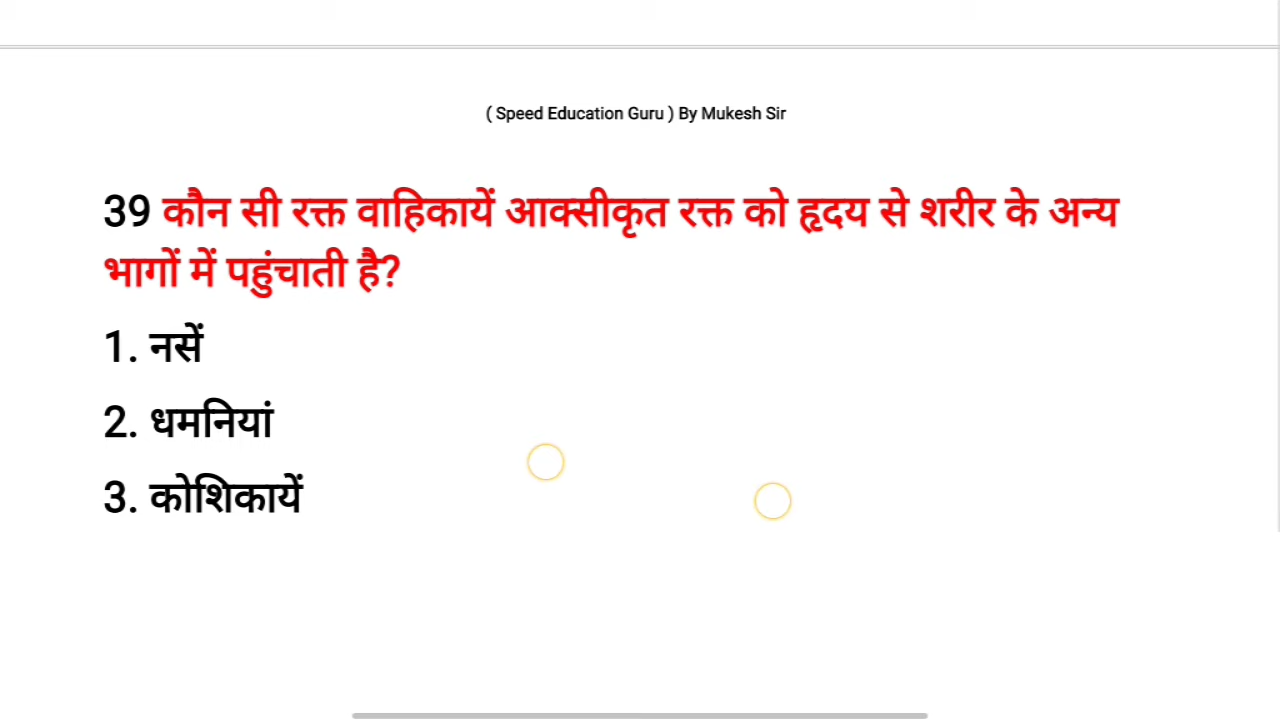 ( Speed Education Guru ) By Mukesh Sir
39 कौन सी रक्त वाहिकायें आक्सीकृत रक्त को हृदय से शरीर के अन्य
भागों में पहुंचाती है?
1. नसें
2. धमनियां
3. कोशिकायें